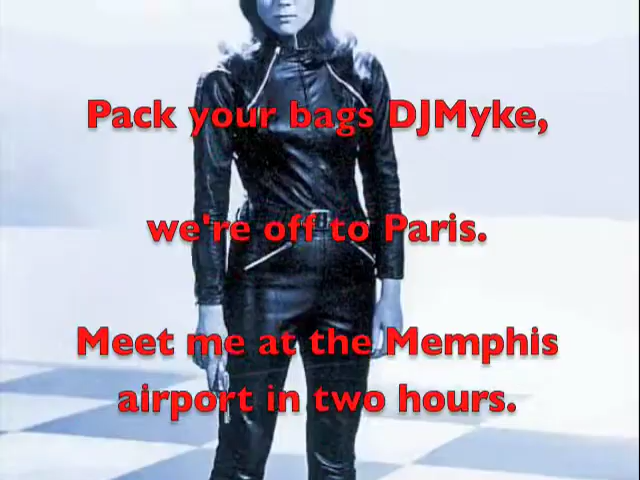 Pack your bags DJMyke,
we're off to Paris.
Meet me at the Memphis
airport in two hours.